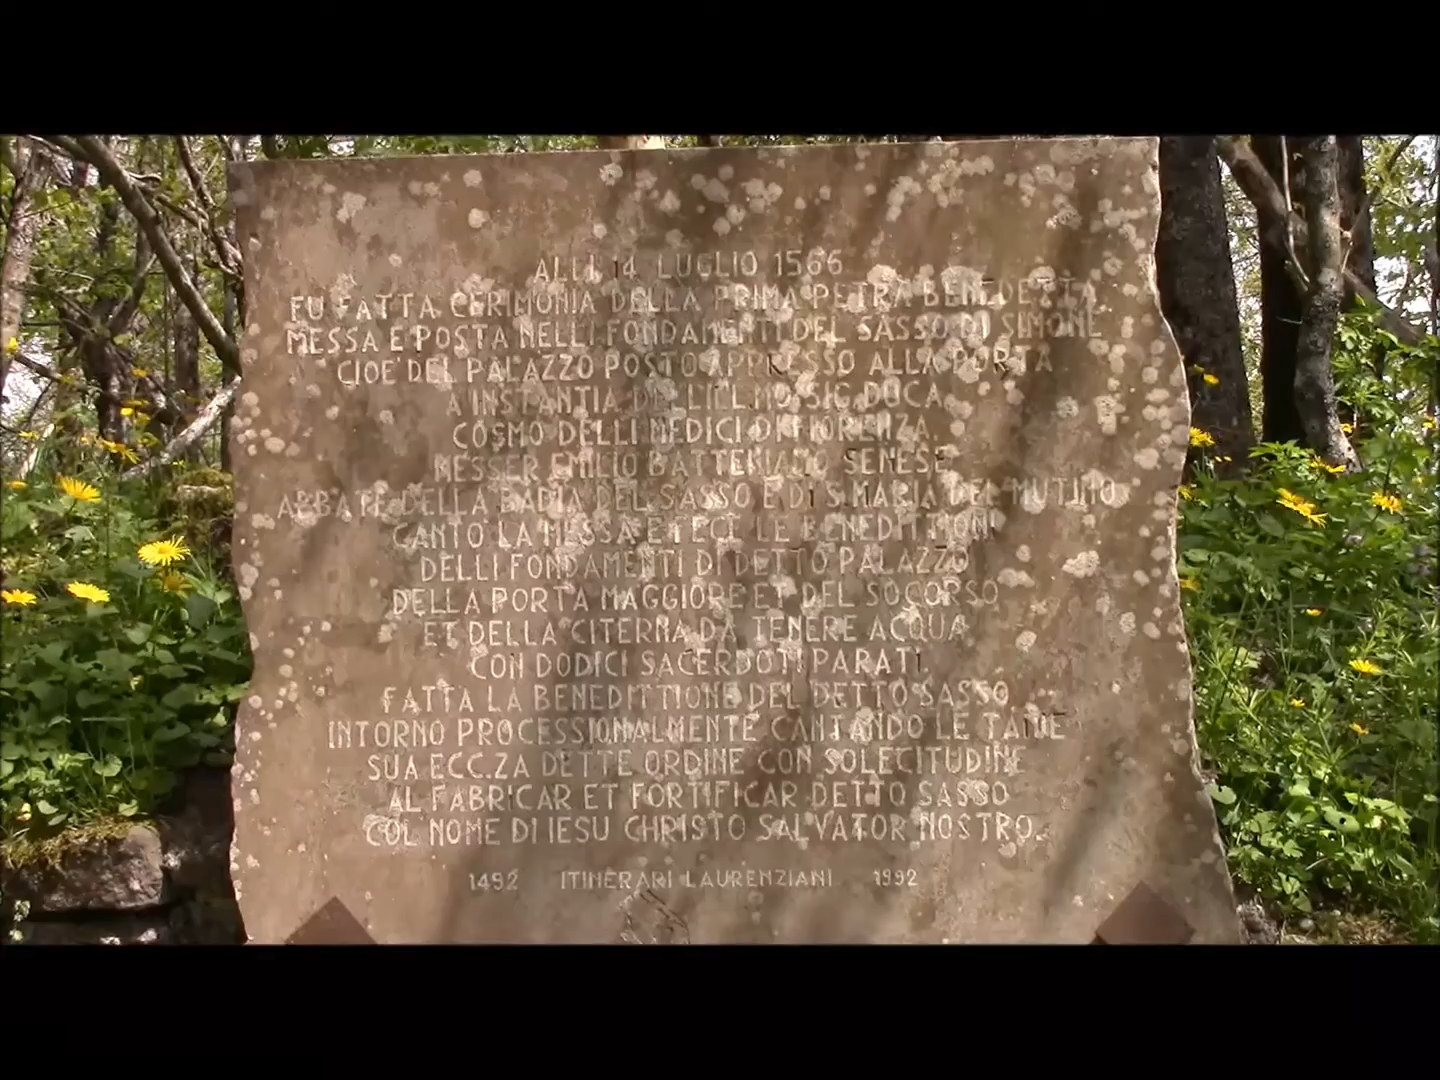 ALLI 14 LUGLIO 1566
FU FATTA CERIMONIA DELLA PRIMA PETRA BENEDETTA
MESSA E POSTA NELLI FONDAMENTI DEL SASSO DI SIMONE
CIOE' DEL PALAZZO POSTO APPRESSO ALLA PORTA
A INSTANTIA DELL'ILL.MO SIG. DUCA
COSMO DELLI MEDICI DI FIORENZA.
MESSER EMILIO SENESE
ABBATE DELLA BADIA DEL SASSO E DI S. MARIA DEL MUTINO
CANTO LA MESSA E FECE LE BENEDITTIONI
DELLI FONDAMENTI DI DETTO PALAZZO
DELLA PORTA MAGGIORE ET DEL SOCORSO
ET DELLA CITERNA DA TENERE ACQUA
CON DODICI SACERDOTI PARATI.
FATTA LA BENEDITTIONE DEL DETTO SASSO
INTORNO PROCESSIONALMENTE CANTANDO LE
SUA ECC.ZA DETTE ORDINE CON SOLECITUDINE
AL FABRICAR ET FORTIFICAR DETTO SASSO
COL NOME DI IESU CHRISTO SALVATOR NOSTRO.
1492 ITINERARI LAURENZIANI 1992